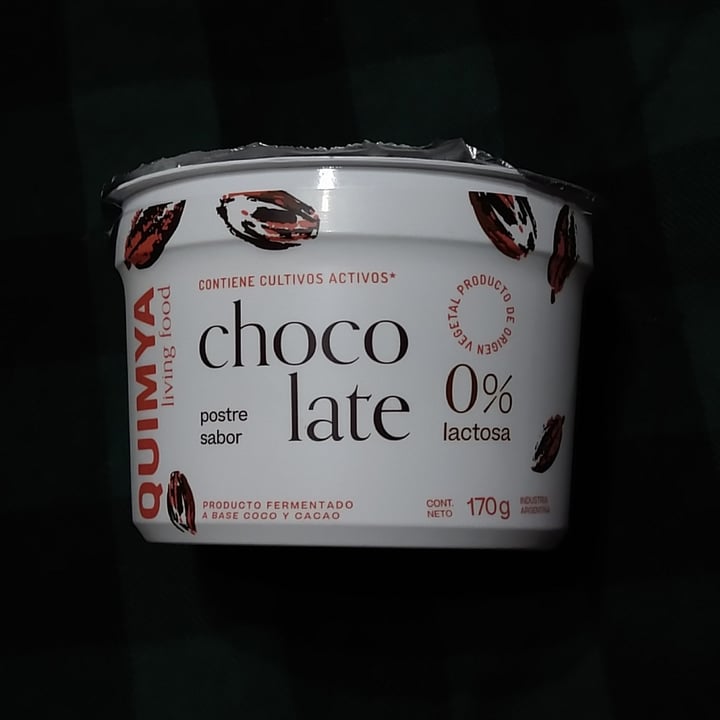 QUIMYA
living food
CONTIENE CULTIVOS ACTIVOS*
choco
late
postre
sabor
PRODUCTO DE ORIGEN VEGETAL
0%
lactosa
PRODUCTO FERMENTADO
A BASE COCO Y CACAO
CONT.
NETO
170g
INDUSTRIA
ARGENTINA